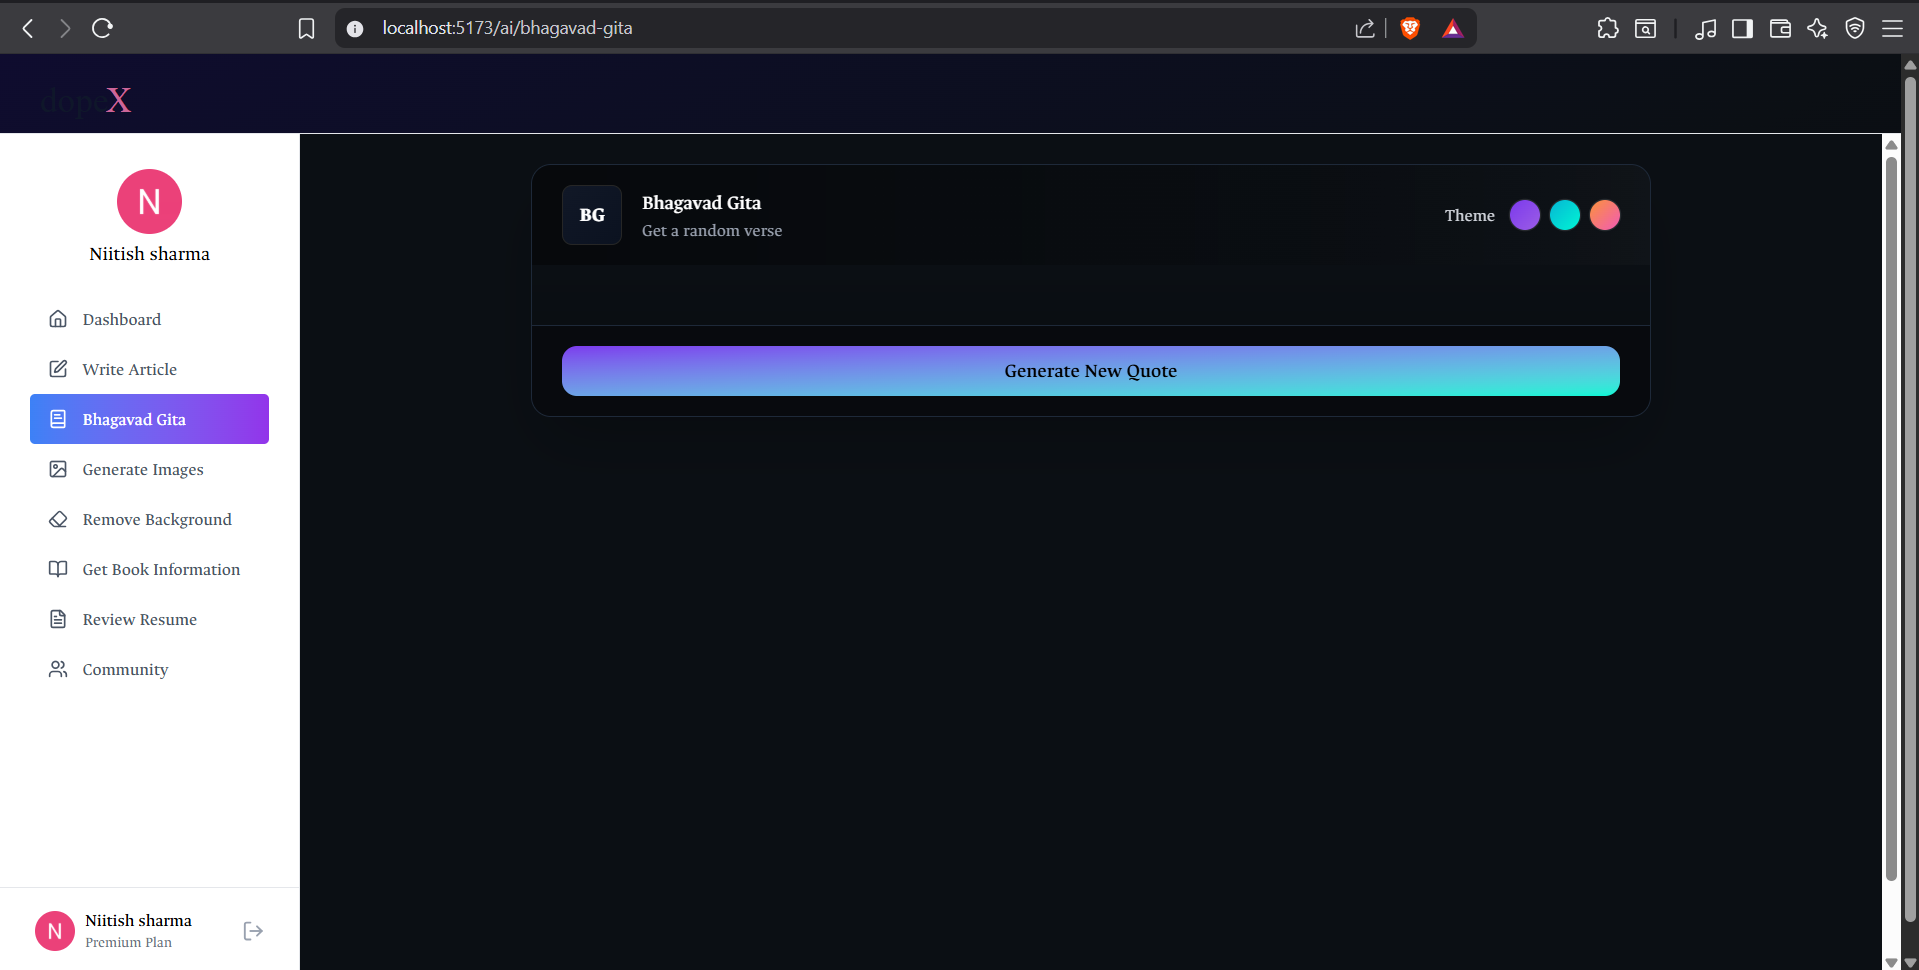 localhost:5173/ai/bhagavad-gita
dopeX
N
Niitish sharma
Dashboard
Write Article
Bhagavad Gita
Generate Images
Remove Background
Get Book Information
Review Resume
Community
N
Niitish sharma
Premium Plan
BG
Bhagavad Gita
Get a random verse
Theme
Generate New Quote